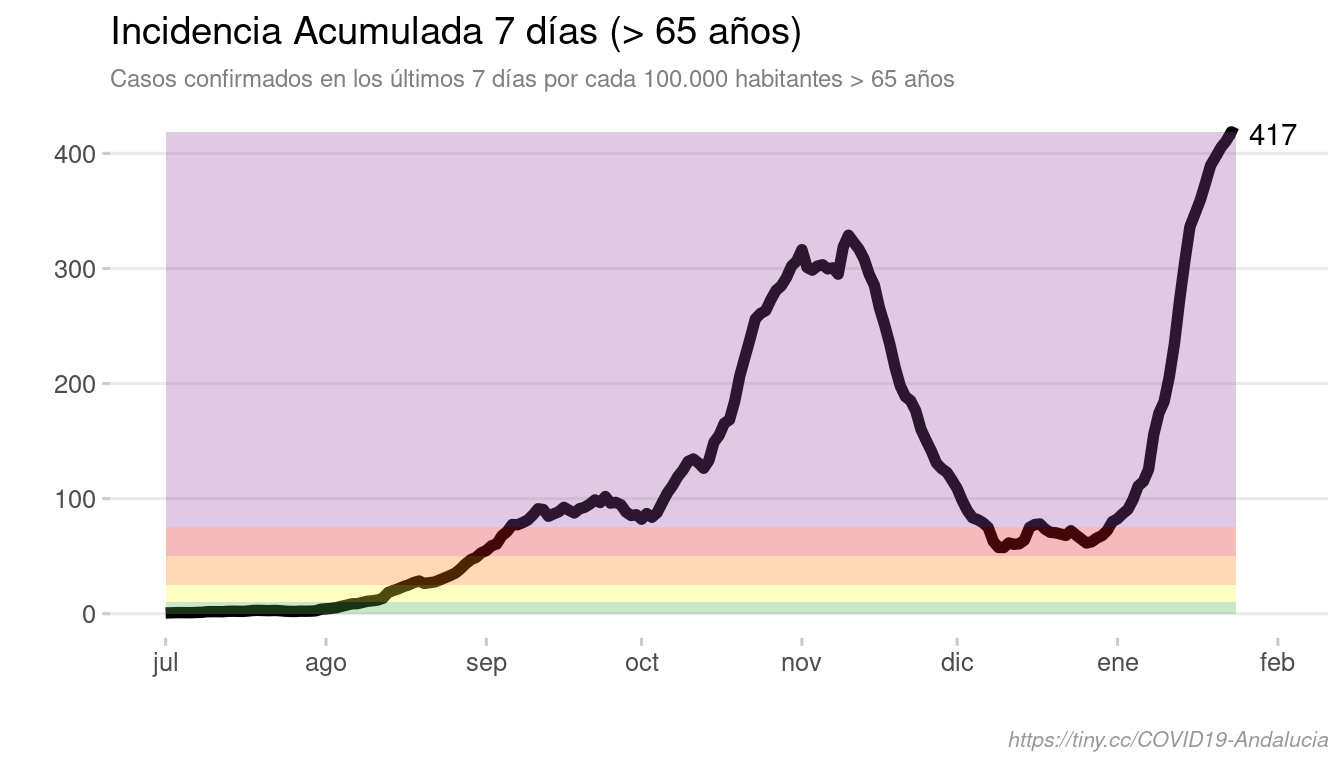 Incidencia Acumulada 7 días (> 65 años)
Casos confirmados en los últimos 7 días por cada 100.000 habitantes > 65 años
417
400
300
200
100
0
jul ago sep oct nov dic ene feb
https://tiny.cc/COVID19-Andalucia